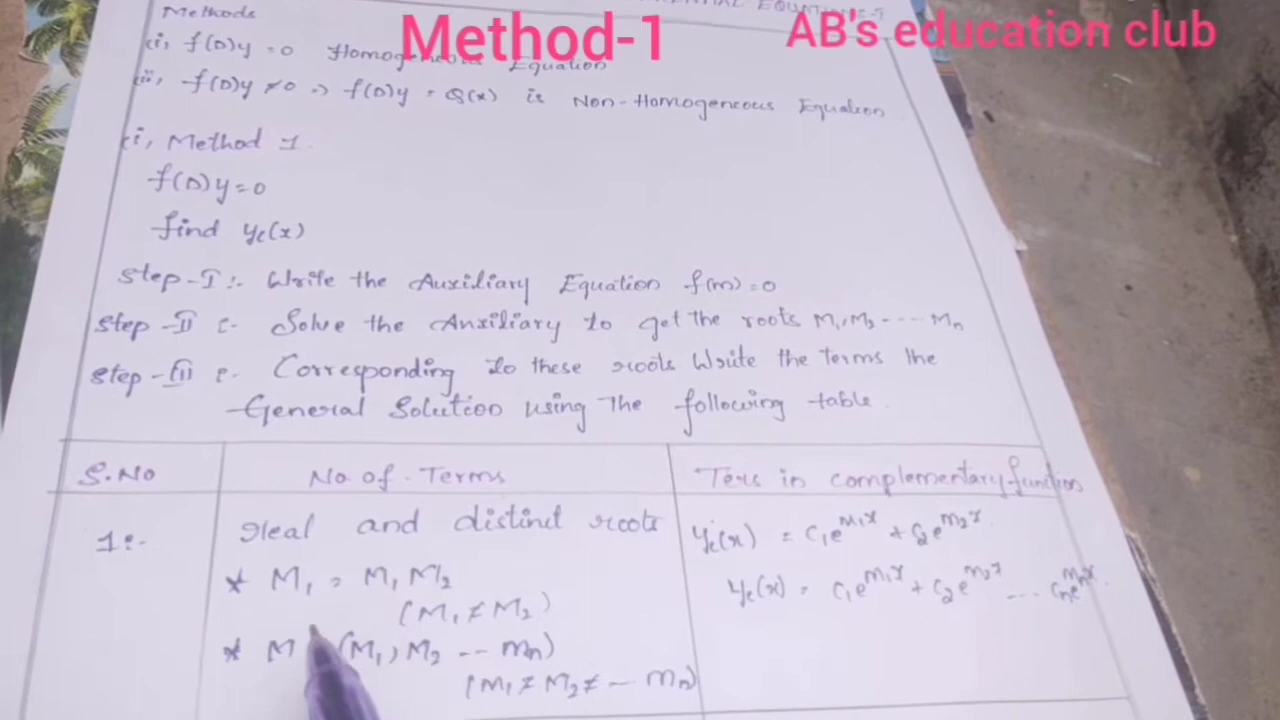 Method-1
AB's education club
Methods
(i, f(D)y = 0 Homogeneous Equation
(ii, f(D)y ≠ 0 => f(D)y = Q(x) is Non-Homogeneous Equation
(i, Method 1.
f(D)y=0
find yc(x)
Step-I :- Write the Auxiliary Equation f(m)=0
Step-II :- Solve the Auxiliary to get the roots M1, M2 ---- Mn
Step-III :- Corresponding to these roots Write the Terms the
General Solution using The following table.
S.No No of. Terms Ters in complementary function
1:- real and distinct roots yc(x) = C1e^M1x + C2e^M2x
* M1 = M1, M2 yc(x) = C1e^M1x + C2e^M2x ... Cne^Mnx
(M1 ≠ M2)
* M (M1, M2 -- Mn)
(M1 ≠ M2 ≠ -- Mn)